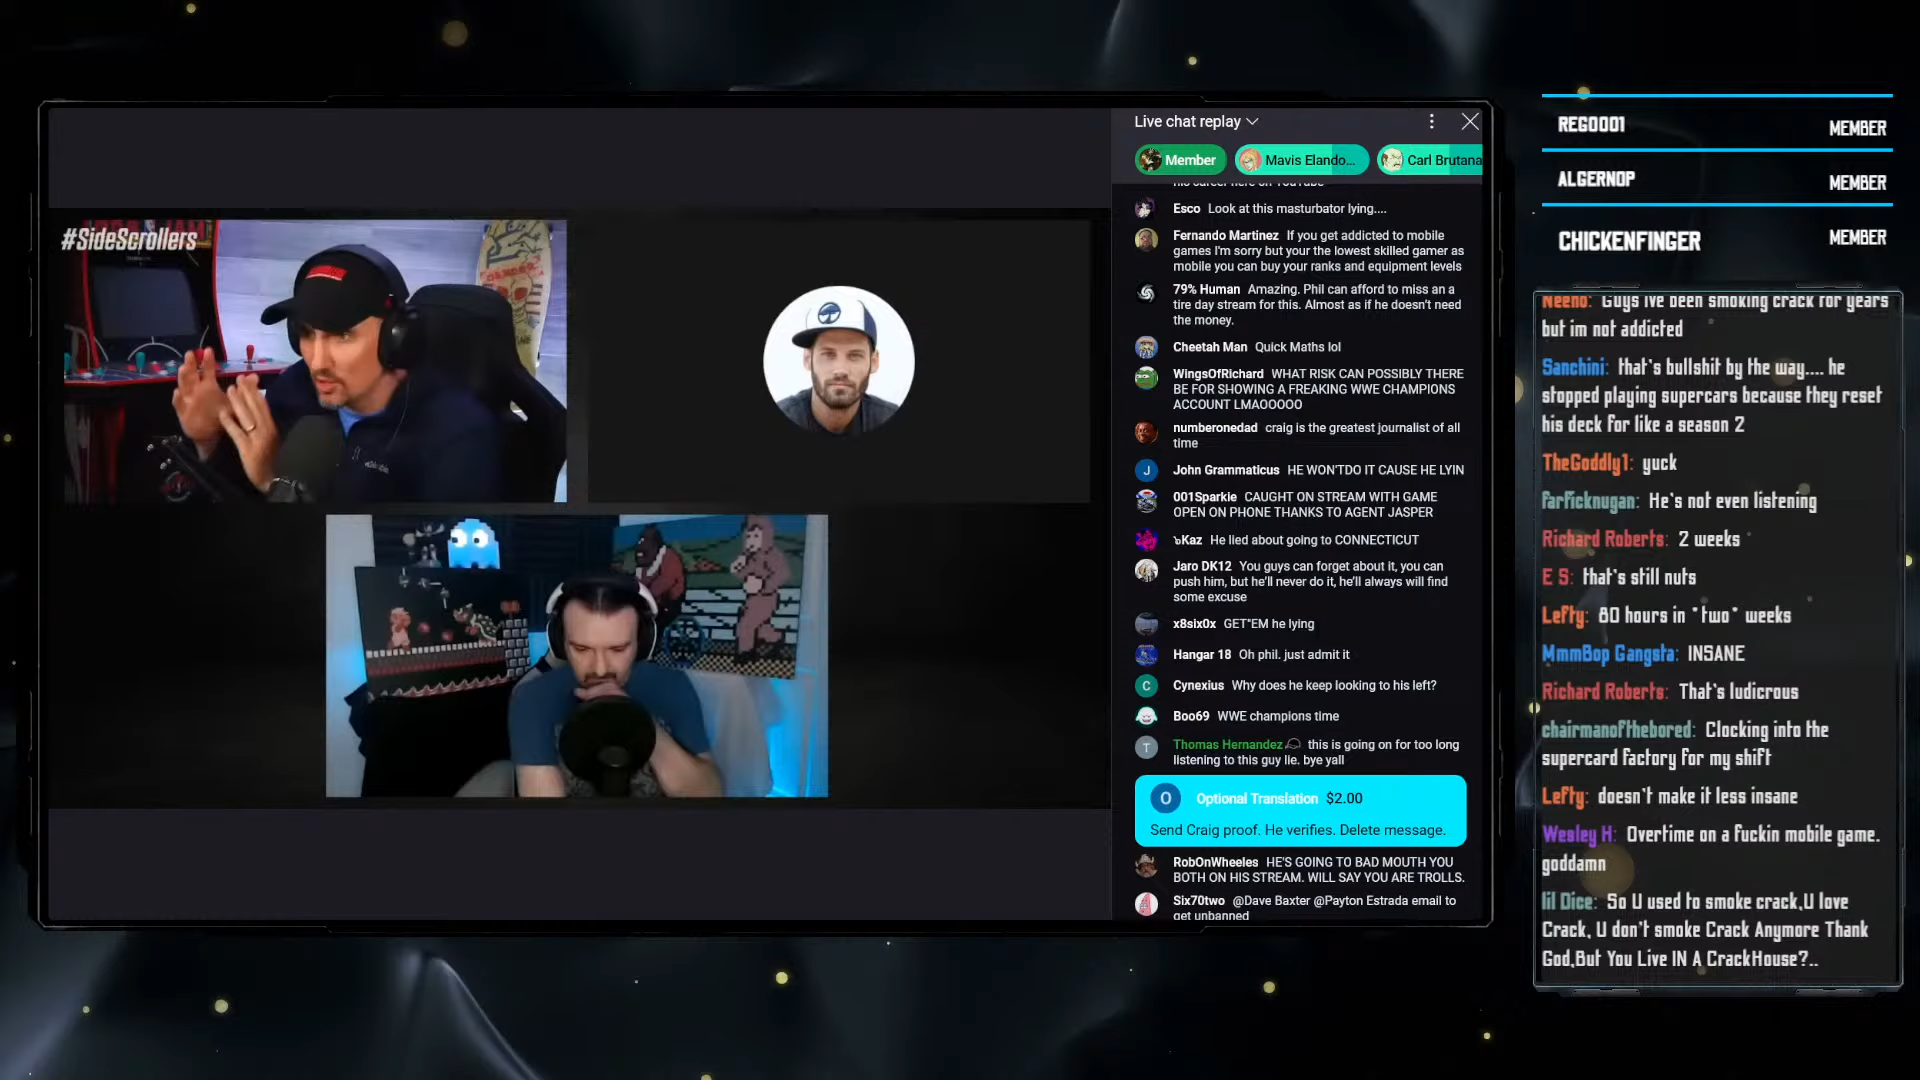 #SideScrollers
Live chat replay
Member
Mavis Elando...
Carl Brutana
his career here on YouTube
Esco Look at this masturbator lying....
Fernando Martinez If you get addicted to mobile
games I'm sorry but your the lowest skilled gamer as
mobile you can buy your ranks and equipment levels
79% Human Amazing. Phil can afford to miss an a
tire day stream for this. Almost as if he doesn't need
the money.
Cheetah Man Quick Maths lol
WingsOfRichard WHAT RISK CAN POSSIBLY THERE
BE FOR SHOWING A FREAKING WWE CHAMPIONS
ACCOUNT LMAOOOOO
numberonedad craig is the greatest journalist of all
time
J
John Grammaticus HE WON'TDO IT CAUSE HE LYIN
001Sparkie CAUGHT ON STREAM WITH GAME
OPEN ON PHONE THANKS TO AGENT JASPER
Kaz He lied about going to CONNECTICUT
Jaro DK12 You guys can forget about it, you can
push him, but he'll never do it, he'll always will find
some excuse
x8six0x GET"EM he lying
Hangar 18 Oh phil. just admit it
C
Cynexius Why does he keep looking to his left?
Boo69 WWE champions time
T
Thomas Hernandez this is going on for too long
listening to this guy lie. bye yall
O
Optional Translation $2.00
Send Craig proof. He verifies. Delete message.
RobOnWheeles HE'S GOING TO BAD MOUTH YOU
BOTH ON HIS STREAM. WILL SAY YOU ARE TROLLS.
Six70two @Dave Baxter @Payton Estrada email to
get unbanned
REGOOO1 MEMBER
ALGERNOP MEMBER
CHICKENFINGER MEMBER
Neeno: Guys ive been smoking crack for years
but im not addicted
Sanchini: that's bullshit by the way.... he
stopped playing supercars because they reset
his deck for like a season 2
TheGoddly1: yuck
farficknugan: He's not even listening
Richard Roberts: 2 weeks
E S: that's still nuts
Lefty: 80 hours in *two* weeks
MmmBop Gangsta: INSANE
Richard Roberts: That's ludicrous
chairmanofthebored: Clocking into the
supercard factory for my shift
Lefty: doesn't make it less insane
Wesley H: Overtime on a fuckin mobile game.
goddamn
lil Dice: So U used to smoke crack,U love
Crack, U don't smoke Crack Anymore Thank
God,But You Live IN A CrackHouse?..